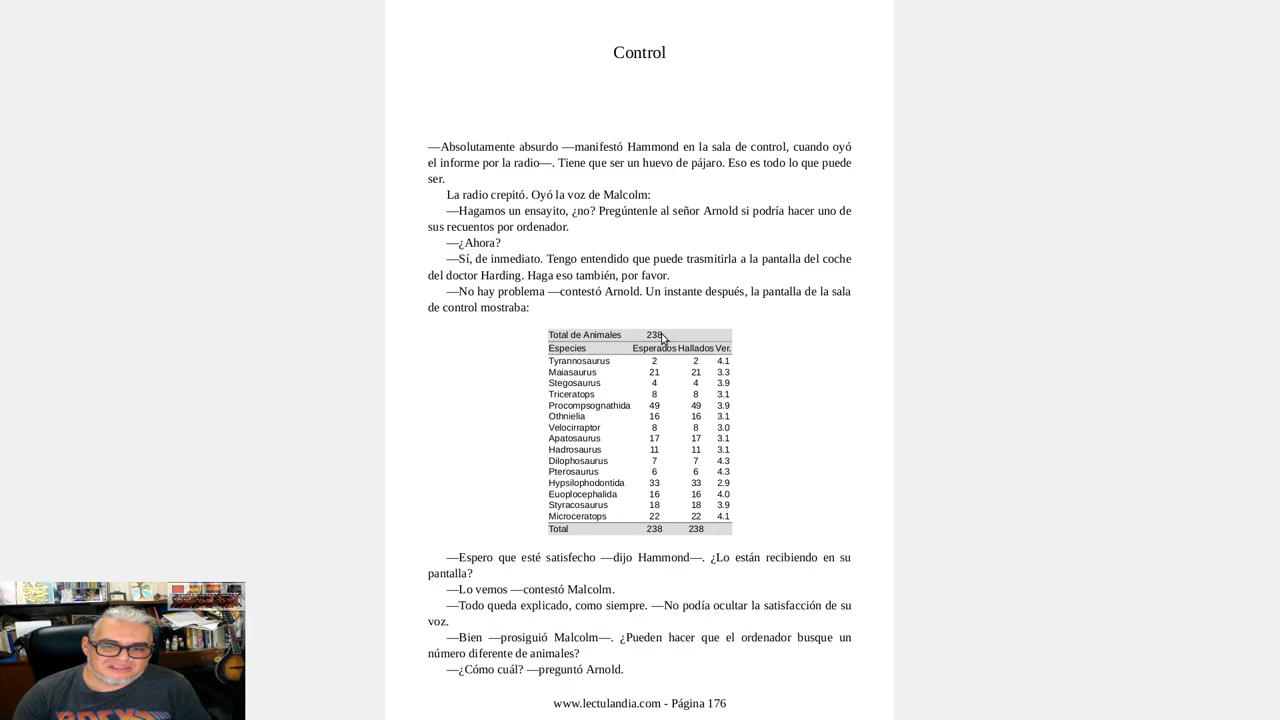 Control
—Absolutamente absurdo —manifestó Hammond en la sala de control, cuando oyó
el informe por la radio—. Tiene que ser un huevo de pájaro. Eso es todo lo que puede
ser.
La radio crepitó. Oyó la voz de Malcolm:
—Hagamos un ensayito, ¿no? Pregúntenle al señor Arnold si podría hacer uno de
sus recuentos por ordenador.
—¿Ahora?
—Sí, de inmediato. Tengo entendido que puede trasmitirla a la pantalla del coche
del doctor Harding. Haga eso también, por favor.
—No hay problema —contestó Arnold. Un instante después, la pantalla de la sala
de control mostraba:
Total de Animales 238
Especies Esperados Hallados Ver.
Tyrannosaurus 2 2 4.1
Maiasaurus 21 21 3.3
Stegosaurus 4 4 3.9
Triceratops 8 8 3.1
Procompsognathida 49 49 3.9
Othnielia 16 16 3.1
Velocirraptor 8 8 3.0
Apatosaurus 17 17 3.1
Hadrosaurus 11 11 3.1
Dilophosaurus 7 7 4.3
Pterosaurus 6 6 4.3
Hypsilophodontida 33 33 2.9
Euoplocephalida 16 16 4.0
Styracosaurus 18 18 3.9
Microceratops 22 22 4.1
Total 238 238
—Espero que esté satisfecho —dijo Hammond—. ¿Lo están recibiendo en su
pantalla?
—Lo vemos —contestó Malcolm.
—Todo queda explicado, como siempre. —No podía ocultar la satisfacción de su
voz.
—Bien —prosiguió Malcolm—. ¿Pueden hacer que el ordenador busque un
número diferente de animales?
—¿Cómo cuál? —preguntó Arnold.
www.lectulandia.com - Página 176